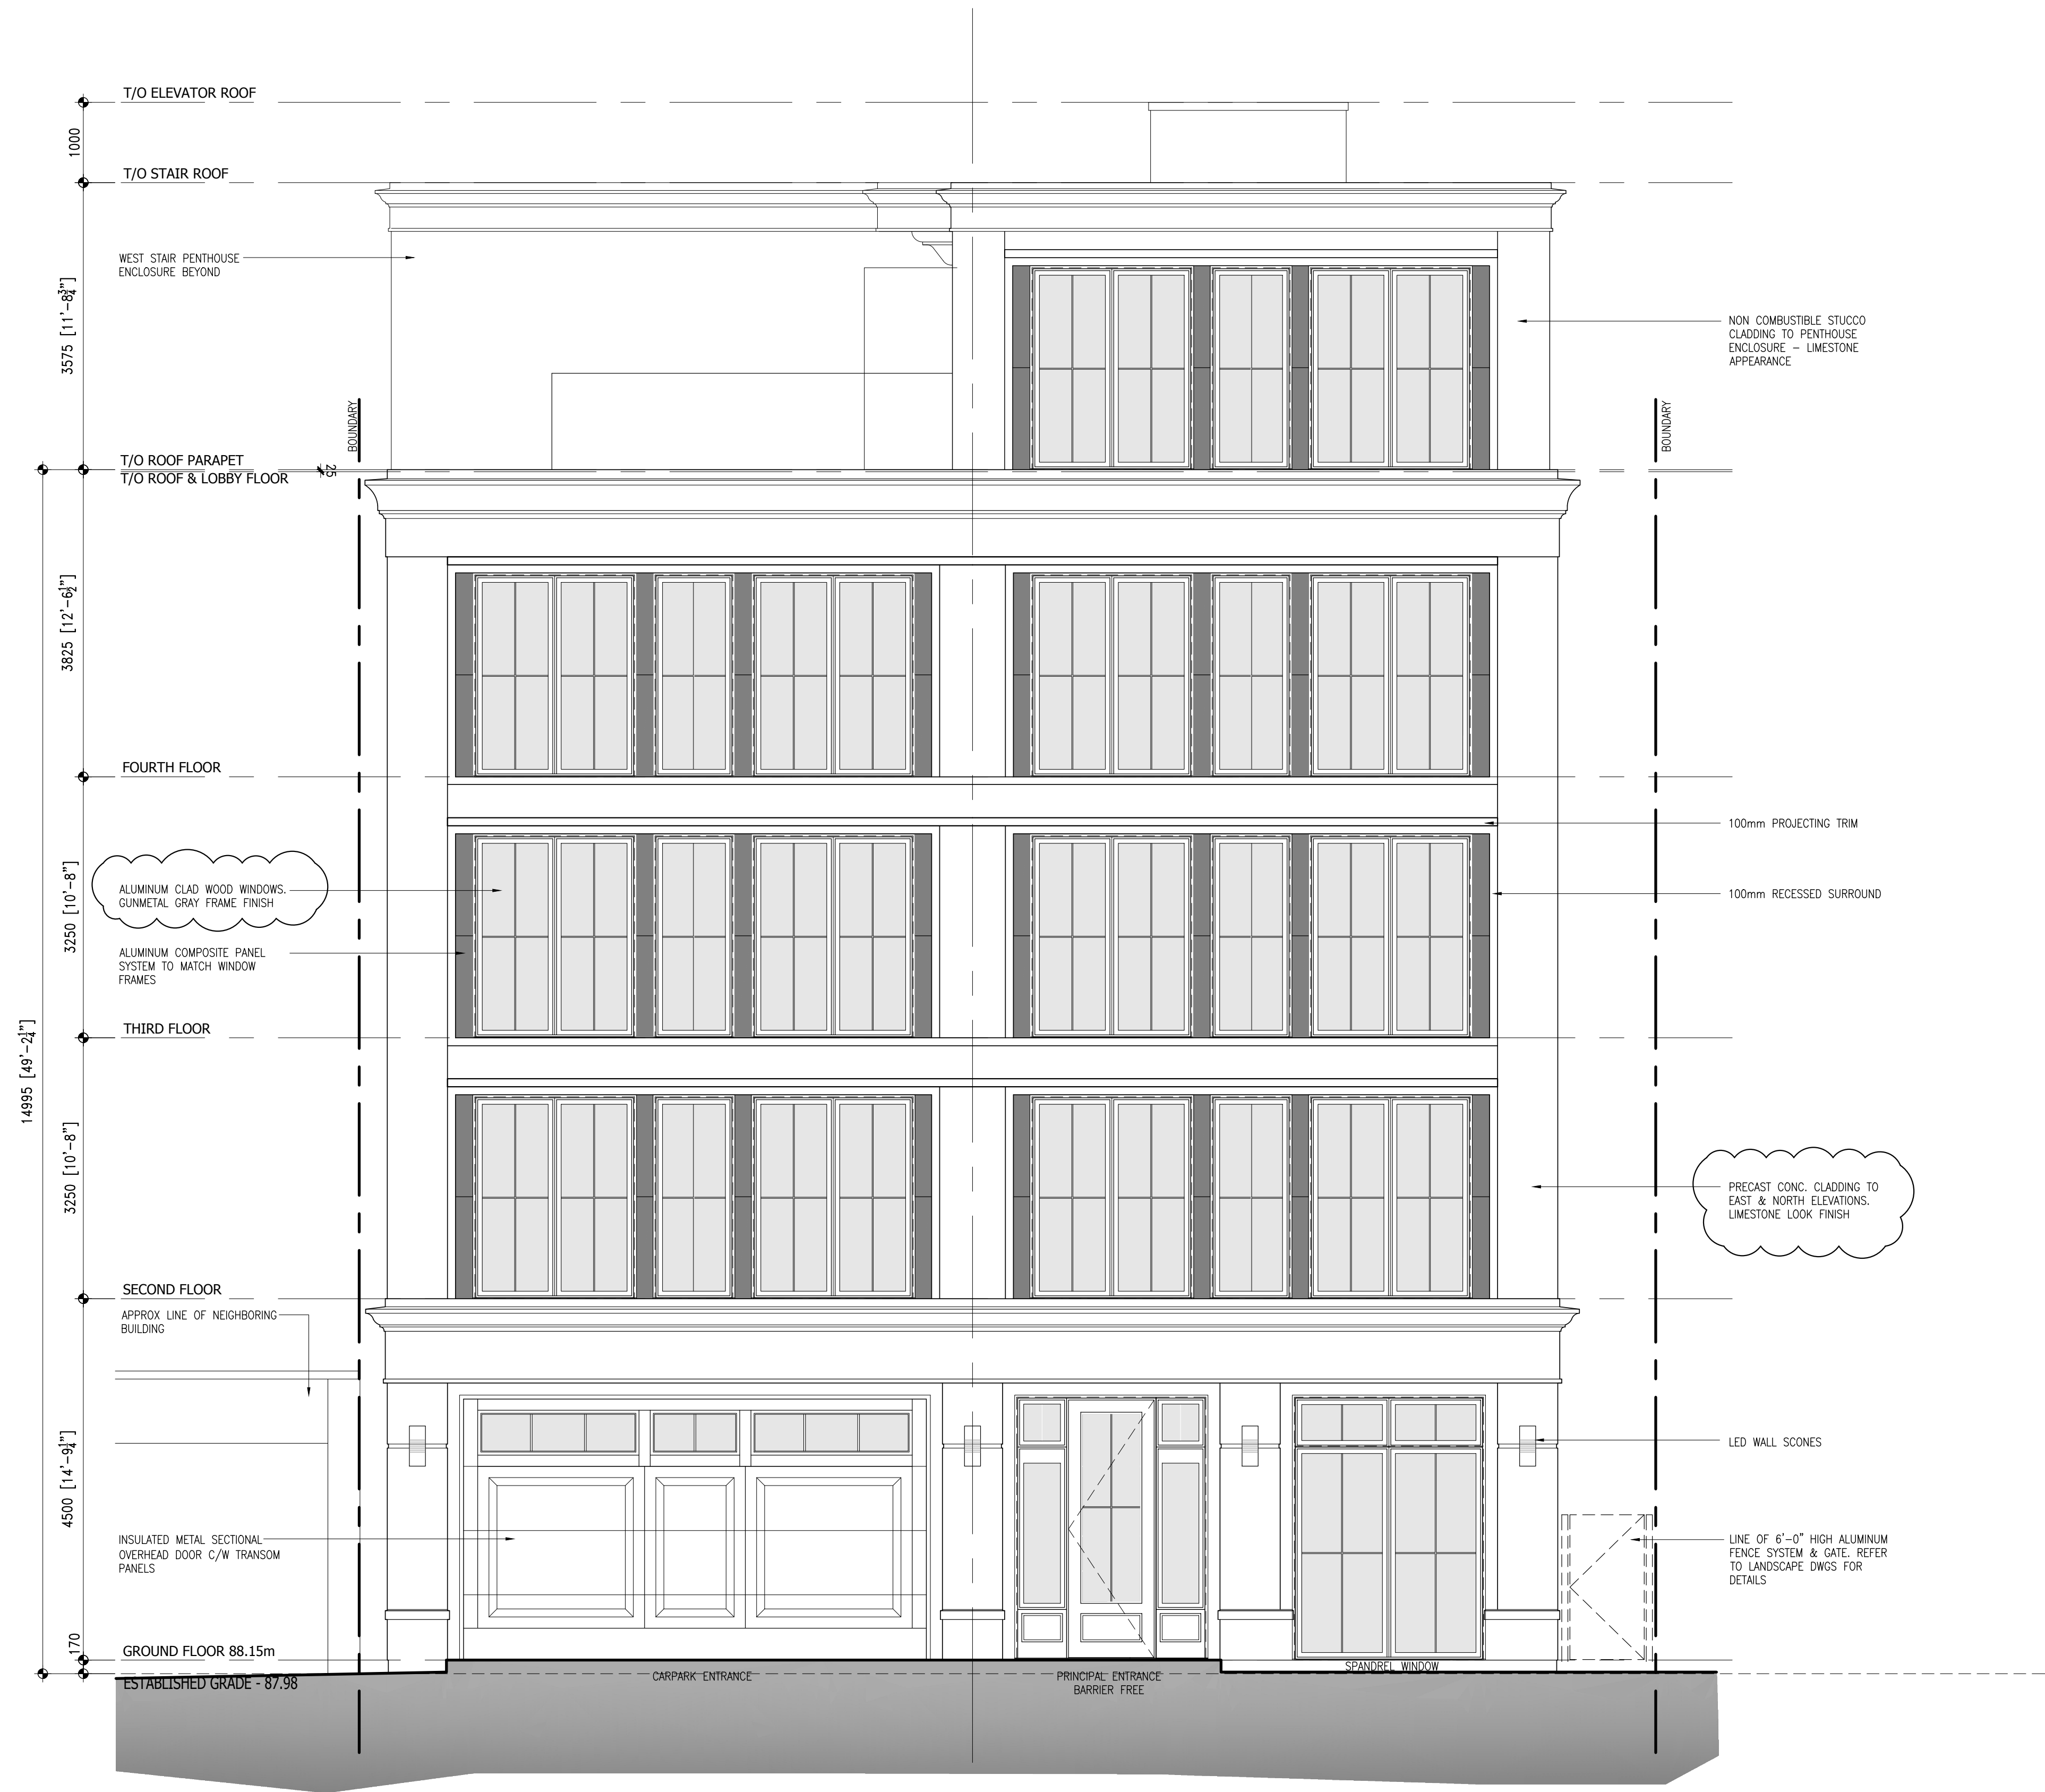 T/O ELEVATOR ROOF
1000
T/O STAIR ROOF
WEST STAIR PENTHOUSE
ENCLOSURE BEYOND
3575 [11'-8¾"]
NON COMBUSTIBLE STUCCO
CLADDING TO PENTHOUSE
ENCLOSURE – LIMESTONE
APPEARANCE
BOUNDARY
BOUNDARY
T/O ROOF PARAPET
25
T/O ROOF & LOBBY FLOOR
3825 [12'-6½"]
FOURTH FLOOR
100mm PROJECTING TRIM
ALUMINUM CLAD WOOD WINDOWS.
GUNMETAL GRAY FRAME FINISH
100mm RECESSED SURROUND
3250 [10'-8"]
ALUMINUM COMPOSITE PANEL
SYSTEM TO MATCH WINDOW
FRAMES
THIRD FLOOR
14995 [49'-2¼"]
3250 [10'-8"]
PRECAST CONC. CLADDING TO
EAST & NORTH ELEVATIONS.
LIMESTONE LOOK FINISH
SECOND FLOOR
APPROX LINE OF NEIGHBORING
BUILDING
4500 [14'-9¼"]
LED WALL SCONES
INSULATED METAL SECTIONAL
OVERHEAD DOOR C/W TRANSOM
PANELS
LINE OF 6'-0" HIGH ALUMINUM
FENCE SYSTEM & GATE. REFER
TO LANDSCAPE DWGS FOR
DETAILS
170
GROUND FLOOR 88.15m
ESTABLISHED GRADE - 87.98
CARPARK ENTRANCE
PRINCIPAL ENTRANCE
BARRIER FREE
SPANDREL WINDOW